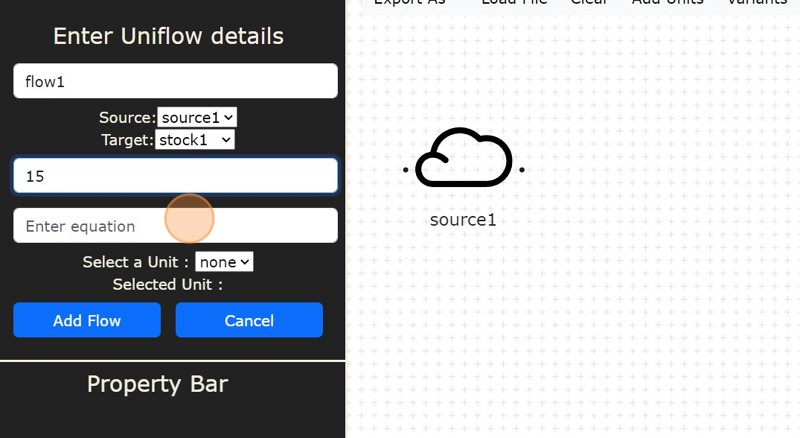 Export As Load File Clear Add Units Variants
Enter Uniflow details
flow1
Source: source1
Target: stock1
15
Enter equation
Select a Unit : none
Selected Unit :
Add Flow Cancel
Property Bar
source1